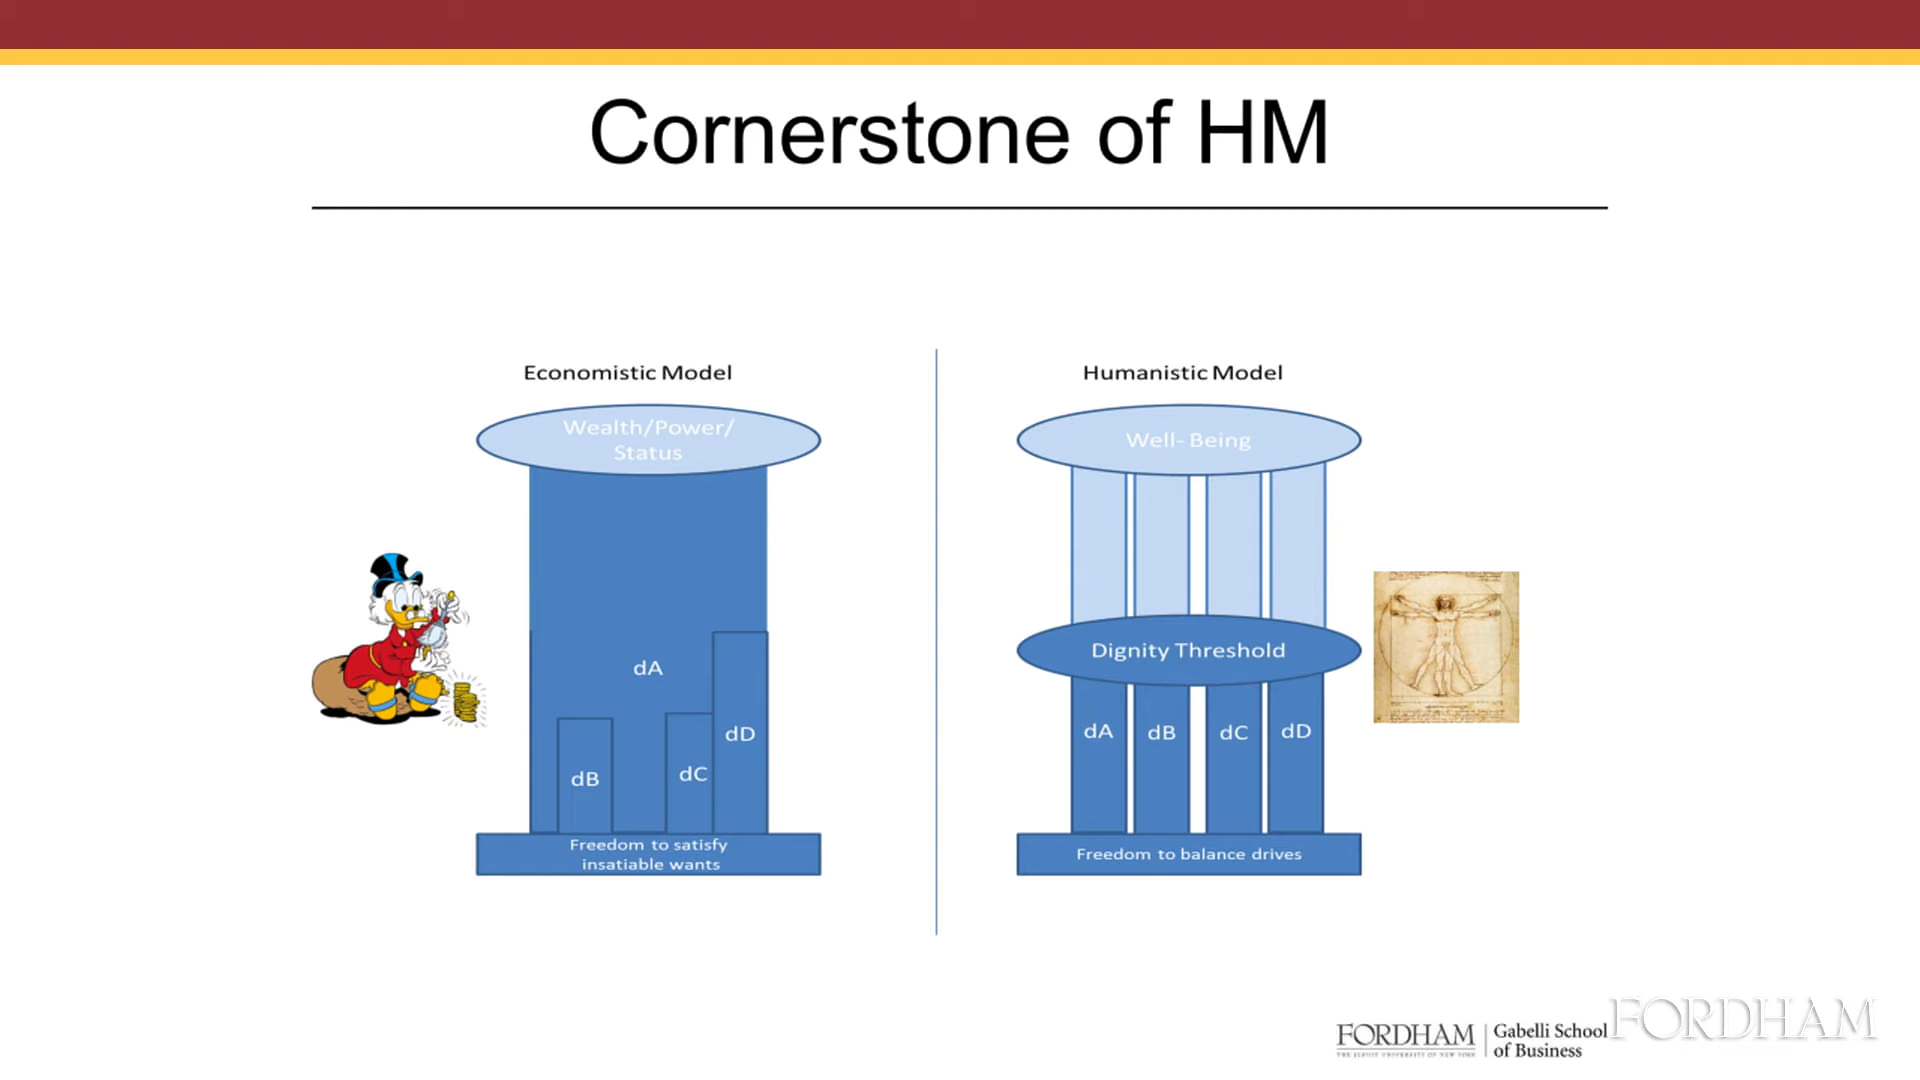 Cornerstone of HM
Economistic Model
Wealth/Power/
Status
dA
dB
dC
dD
Freedom to satisfy
insatiable wants
Humanistic Model
Well- Being
Dignity Threshold
dA
dB
dC
dD
Freedom to balance drives
FORDHAM
THE JESUIT UNIVERSITY OF NEW YORK
Gabelli School
of Business
FORDHAM